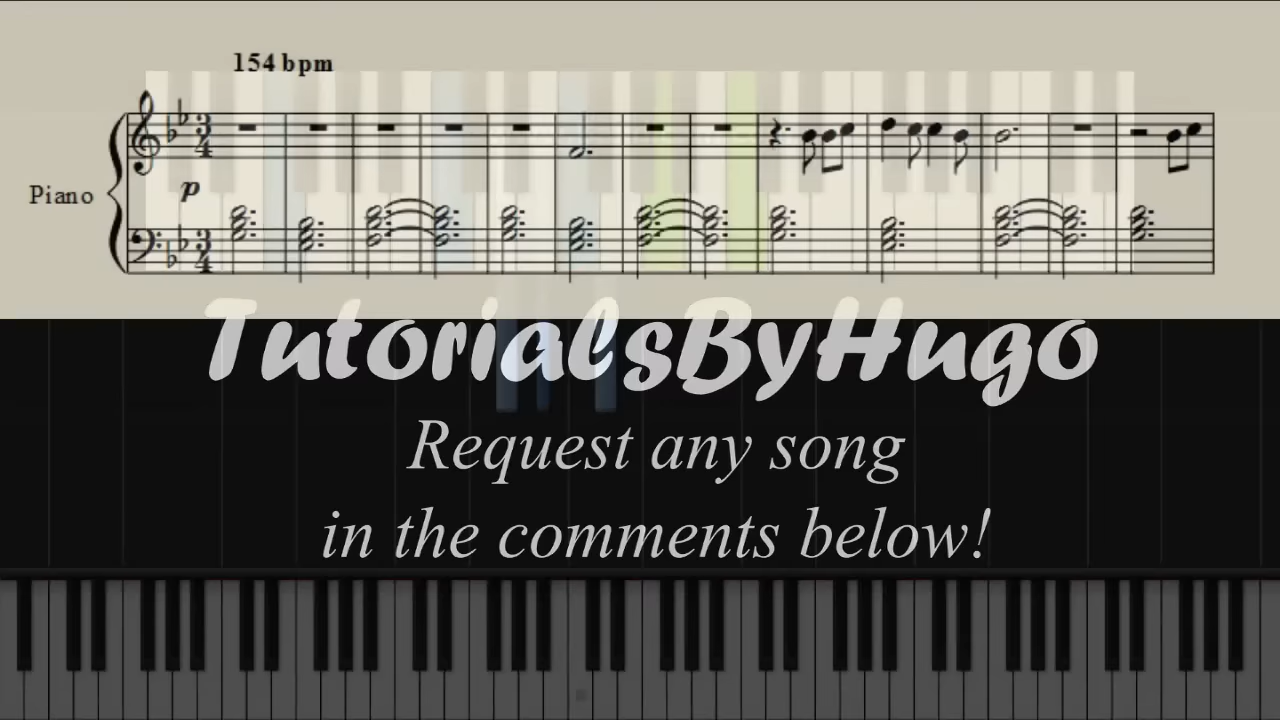 154 bpm
Piano
p
TutorialsByHugo
Request any song
in the comments below!